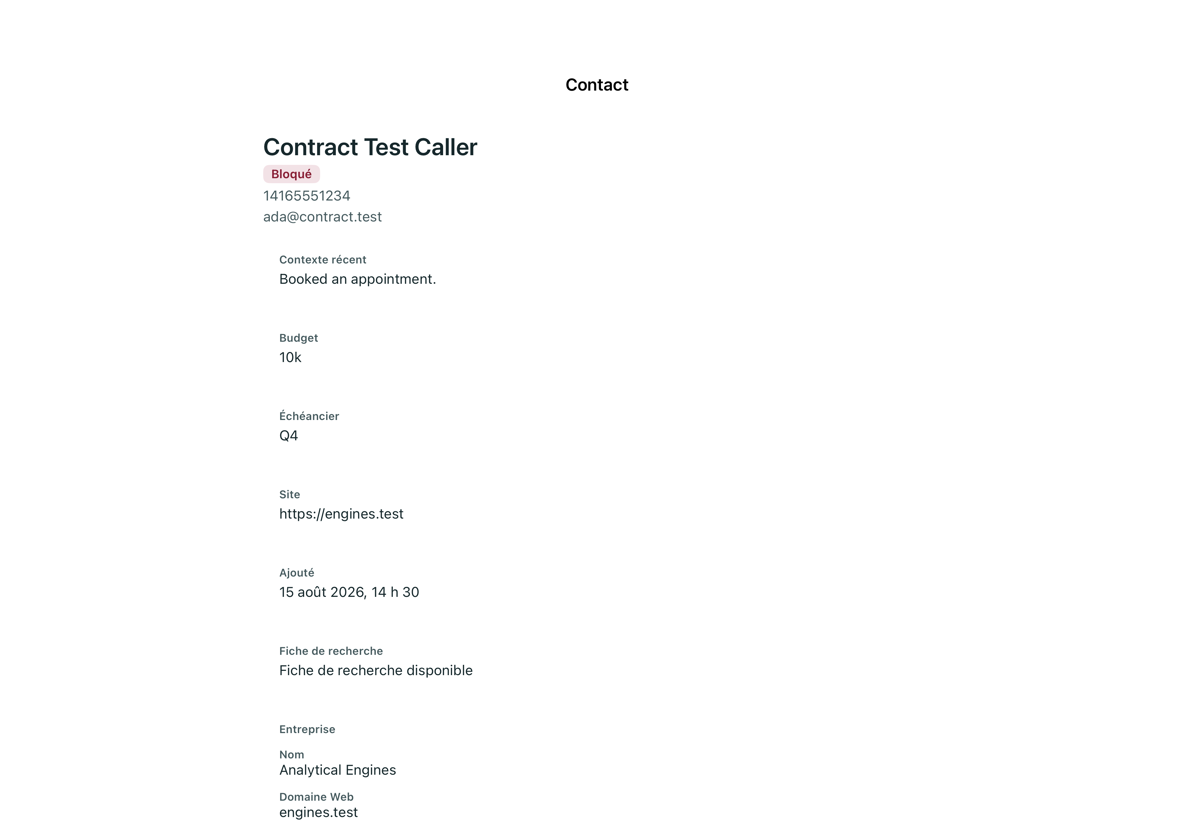 Contact
Contract Test Caller
Bloqué
14165551234
ada@contract.test
Contexte récent
Booked an appointment.
Budget
10k
Échéancier
Q4
Site
https://engines.test
Ajouté
15 août 2026, 14 h 30
Fiche de recherche
Fiche de recherche disponible
Entreprise
Nom
Analytical Engines
Domaine Web
engines.test